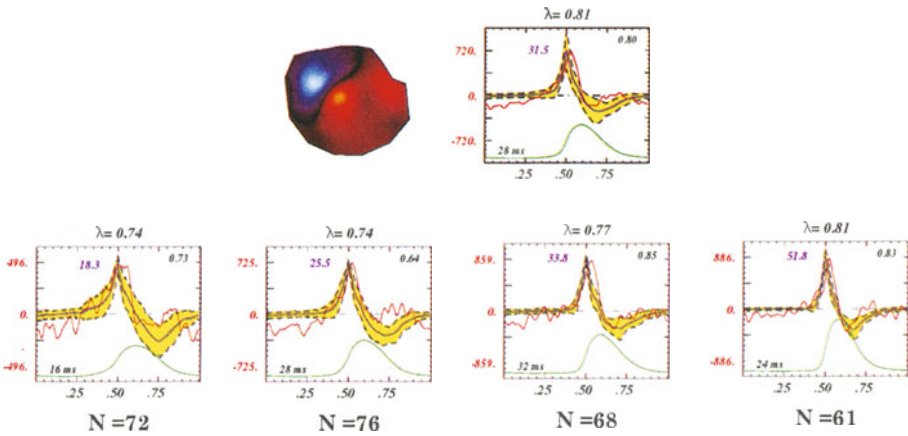 λ= 0.81
720.
31.5
0.80
0.
-720.
28 ms
.25 .50 .75
λ= 0.74
496.
18.3
0.73
0.
-496.
16 ms
.25 .50 .75
N =72
λ= 0.74
725.
25.5
0.64
0.
-725.
28 ms
.25 .50 .75
N =76
λ= 0.77
859.
33.8
0.85
0.
-859.
32 ms
.25 .50 .75
N =68
λ= 0.81
886.
51.8
0.83
0.
-886.
24 ms
.25 .50 .75
N =61